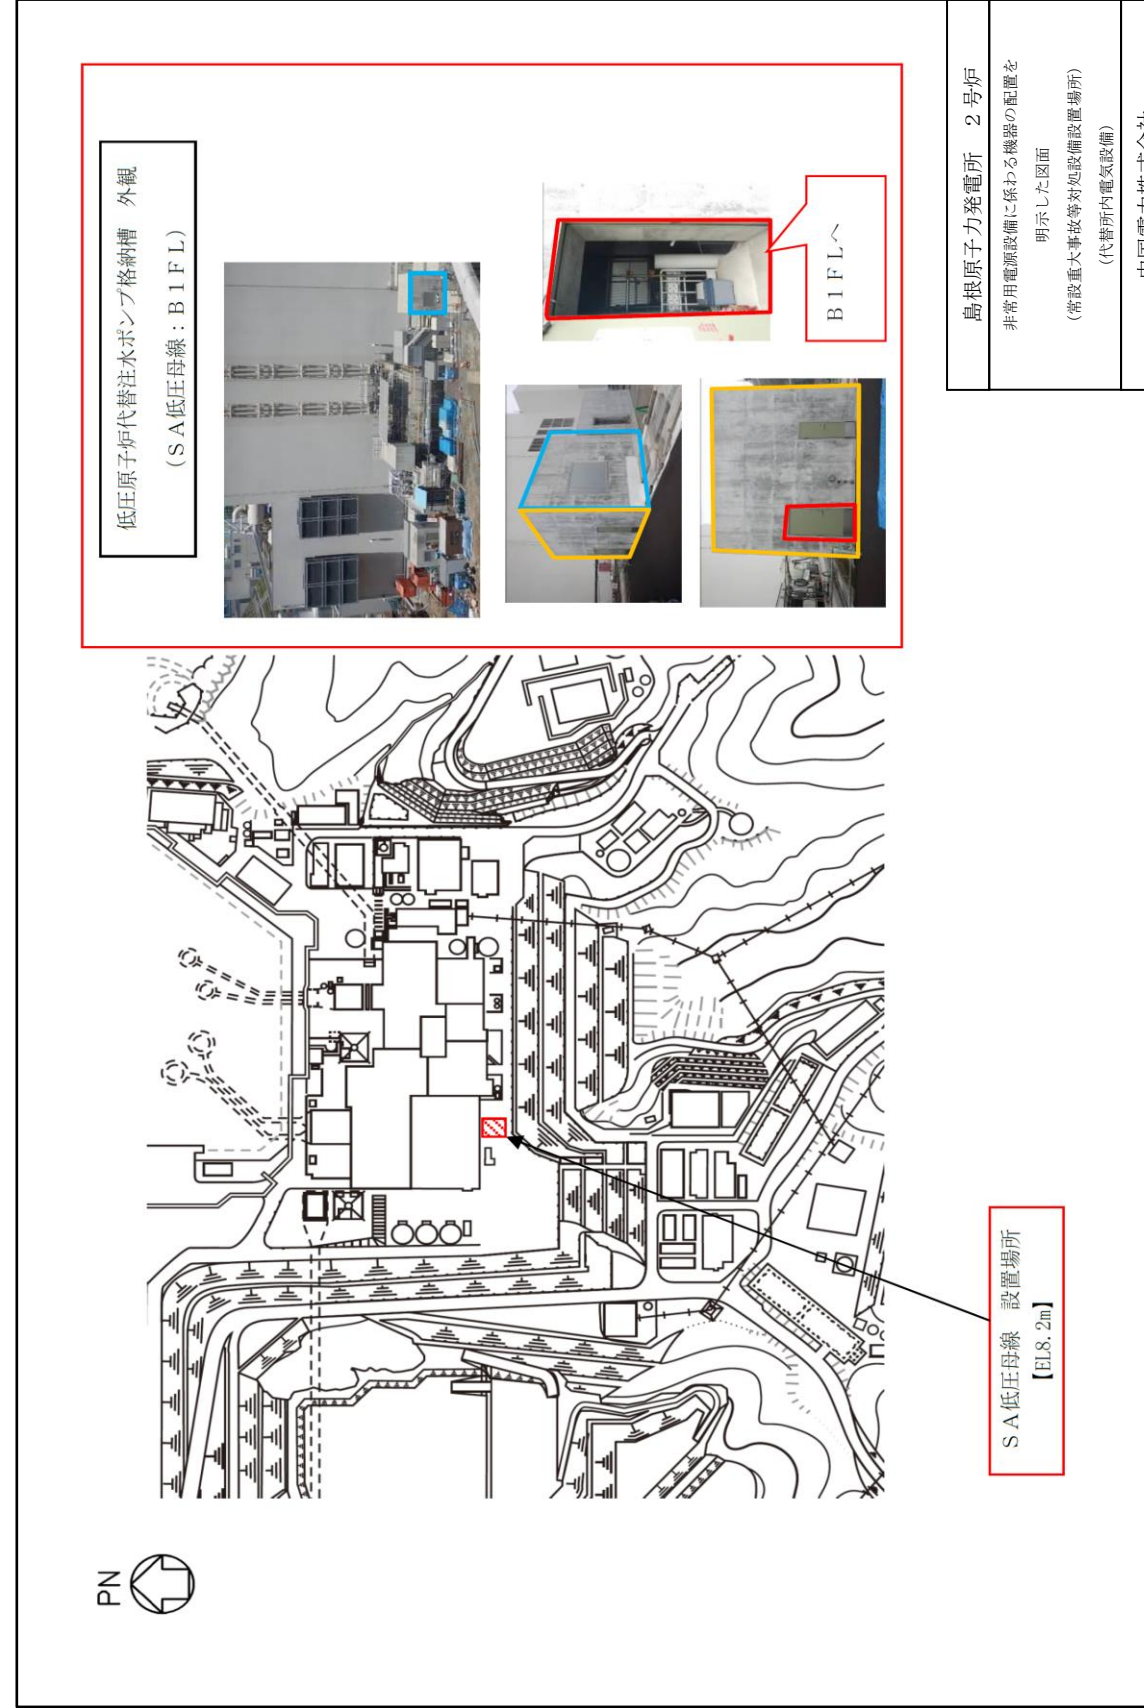 PN
低圧原子炉代替注水ポンプ格納槽　外観
（ＳＡ低圧母線：Ｂ１ＦＬ）
Ｂ１ＦＬへ
ＳＡ低圧母線　設置場所
【EL8.2m】
島根原子力発電所　２号炉
非常用電源設備に係わる機器の配置を
明示した図面
（常設重大事故等対処設備設置場所）
（代替所内電気設備）